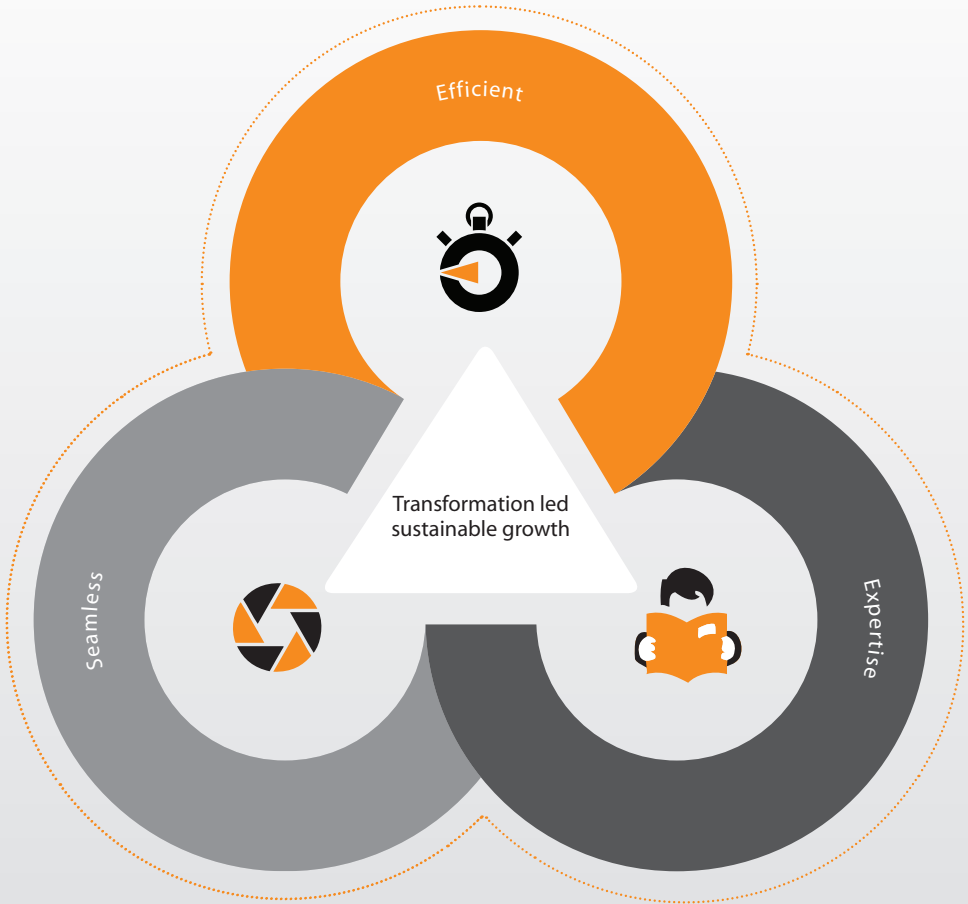 Efficient
Transformation led
sustainable growth
Seamless
Expertise